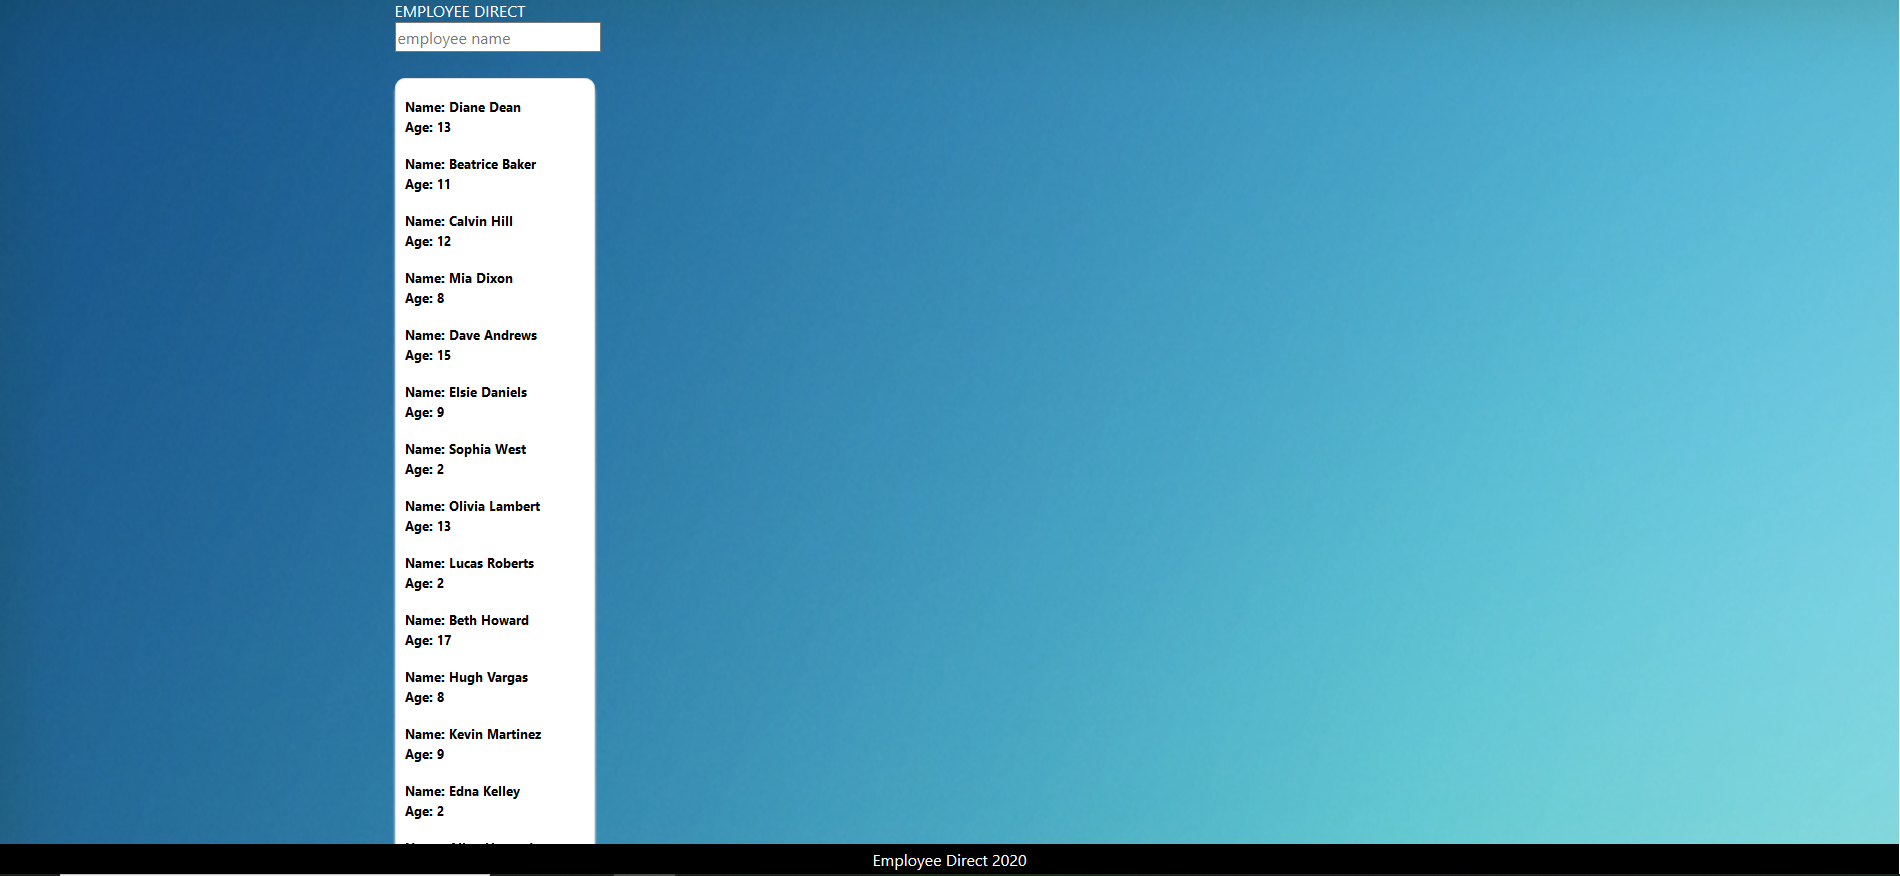 EMPLOYEE DIRECT
employee name
Name: Diane Dean
Age: 13
Name: Beatrice Baker
Age: 11
Name: Calvin Hill
Age: 12
Name: Mia Dixon
Age: 8
Name: Dave Andrews
Age: 15
Name: Elsie Daniels
Age: 9
Name: Sophia West
Age: 2
Name: Olivia Lambert
Age: 13
Name: Lucas Roberts
Age: 2
Name: Beth Howard
Age: 17
Name: Hugh Vargas
Age: 8
Name: Kevin Martinez
Age: 9
Name: Edna Kelley
Age: 2
Employee Direct 2020